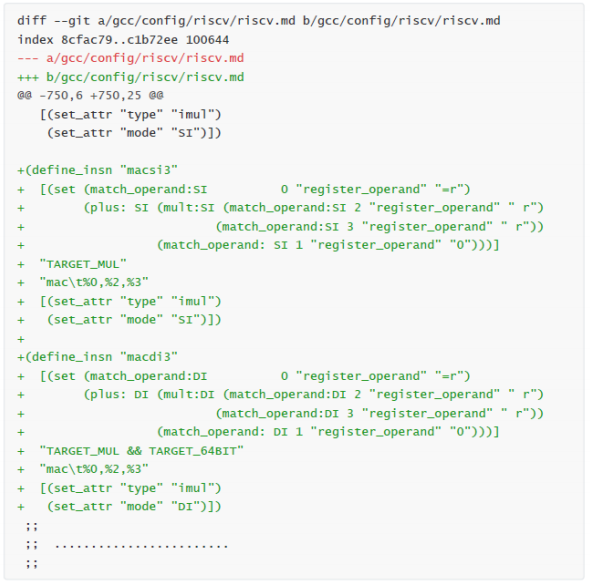 diff --git a/gcc/config/riscv/riscv.md b/gcc/config/riscv/riscv.md
index 8cfac79..c1b72ee 100644
--- a/gcc/config/riscv/riscv.md
+++ b/gcc/config/riscv/riscv.md
@@ -750,6 +750,25 @@
   [(set_attr "type" "imul")
    (set_attr "mode" "SI")])

+(define_insn "macsi3"
+  [(set (match_operand:SI          0 "register_operand" "=r")
+        (plus: SI (mult:SI (match_operand:SI 2 "register_operand" " r")
+                          (match_operand:SI 3 "register_operand" " r"))
+                  (match_operand: SI 1 "register_operand" "0")))]
+  "TARGET_MUL"
+  "mac\t%0,%2,%3"
+  [(set_attr "type" "imul")
+   (set_attr "mode" "SI")])
+
+(define_insn "macdi3"
+  [(set (match_operand:DI          0 "register_operand" "=r")
+        (plus: DI (mult:DI (match_operand:DI 2 "register_operand" " r")
+                          (match_operand:DI 3 "register_operand" " r"))
+                  (match_operand: DI 1 "register_operand" "0")))]
+  "TARGET_MUL && TARGET_64BIT"
+  "mac\t%0,%2,%3"
+  [(set_attr "type" "imul")
+   (set_attr "mode" "DI")])
 ;;
 ;;  ........................
 ;;